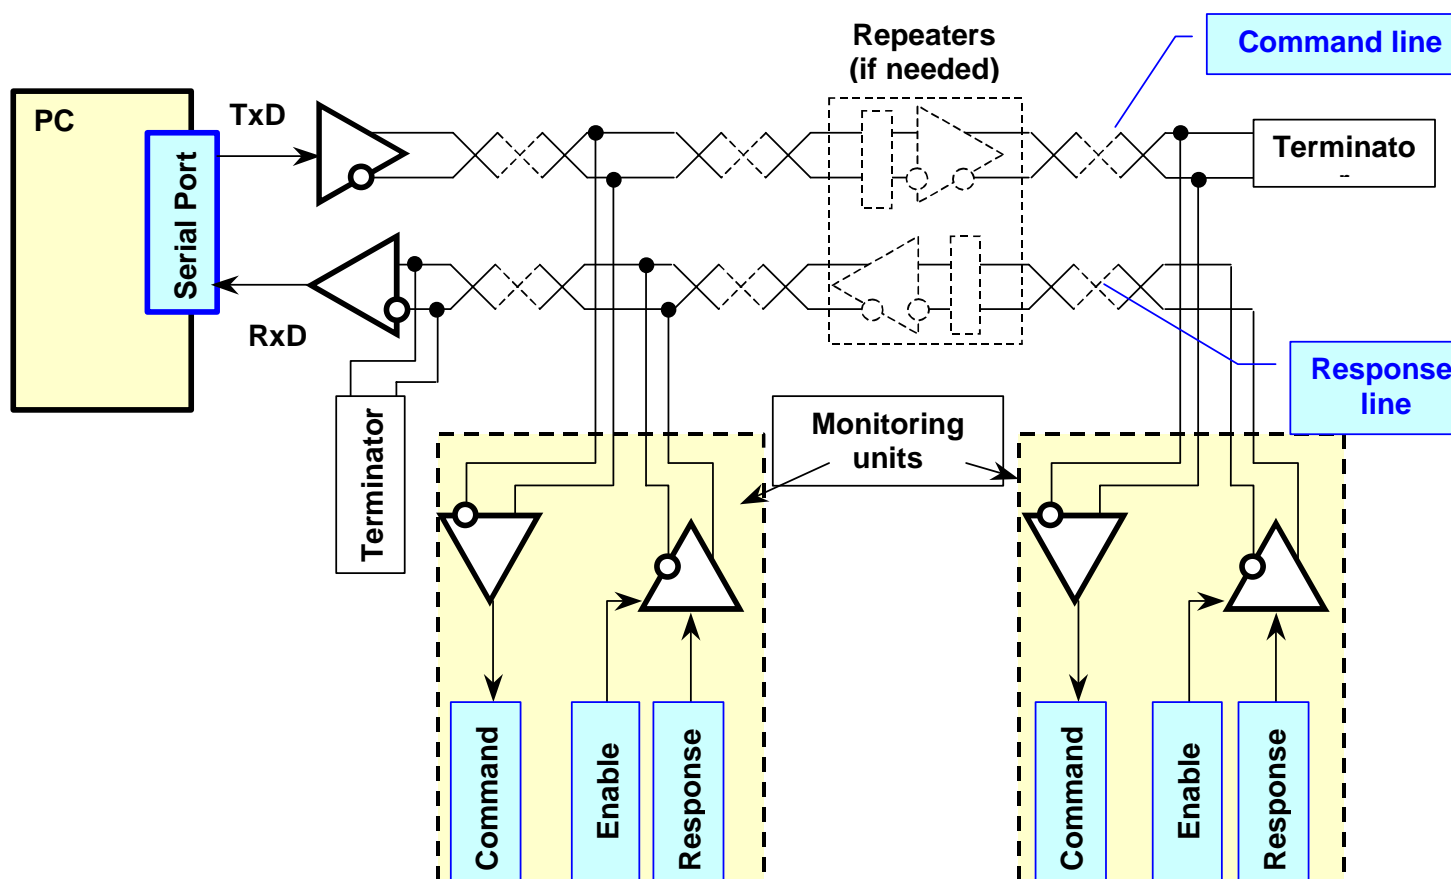 Repeaters
(if needed)
Command line
PC
TxD
Serial Port
Terminato
RxD
Response
line
Terminator
Monitoring
units
Command
Enable
Response
Command
Enable
Response